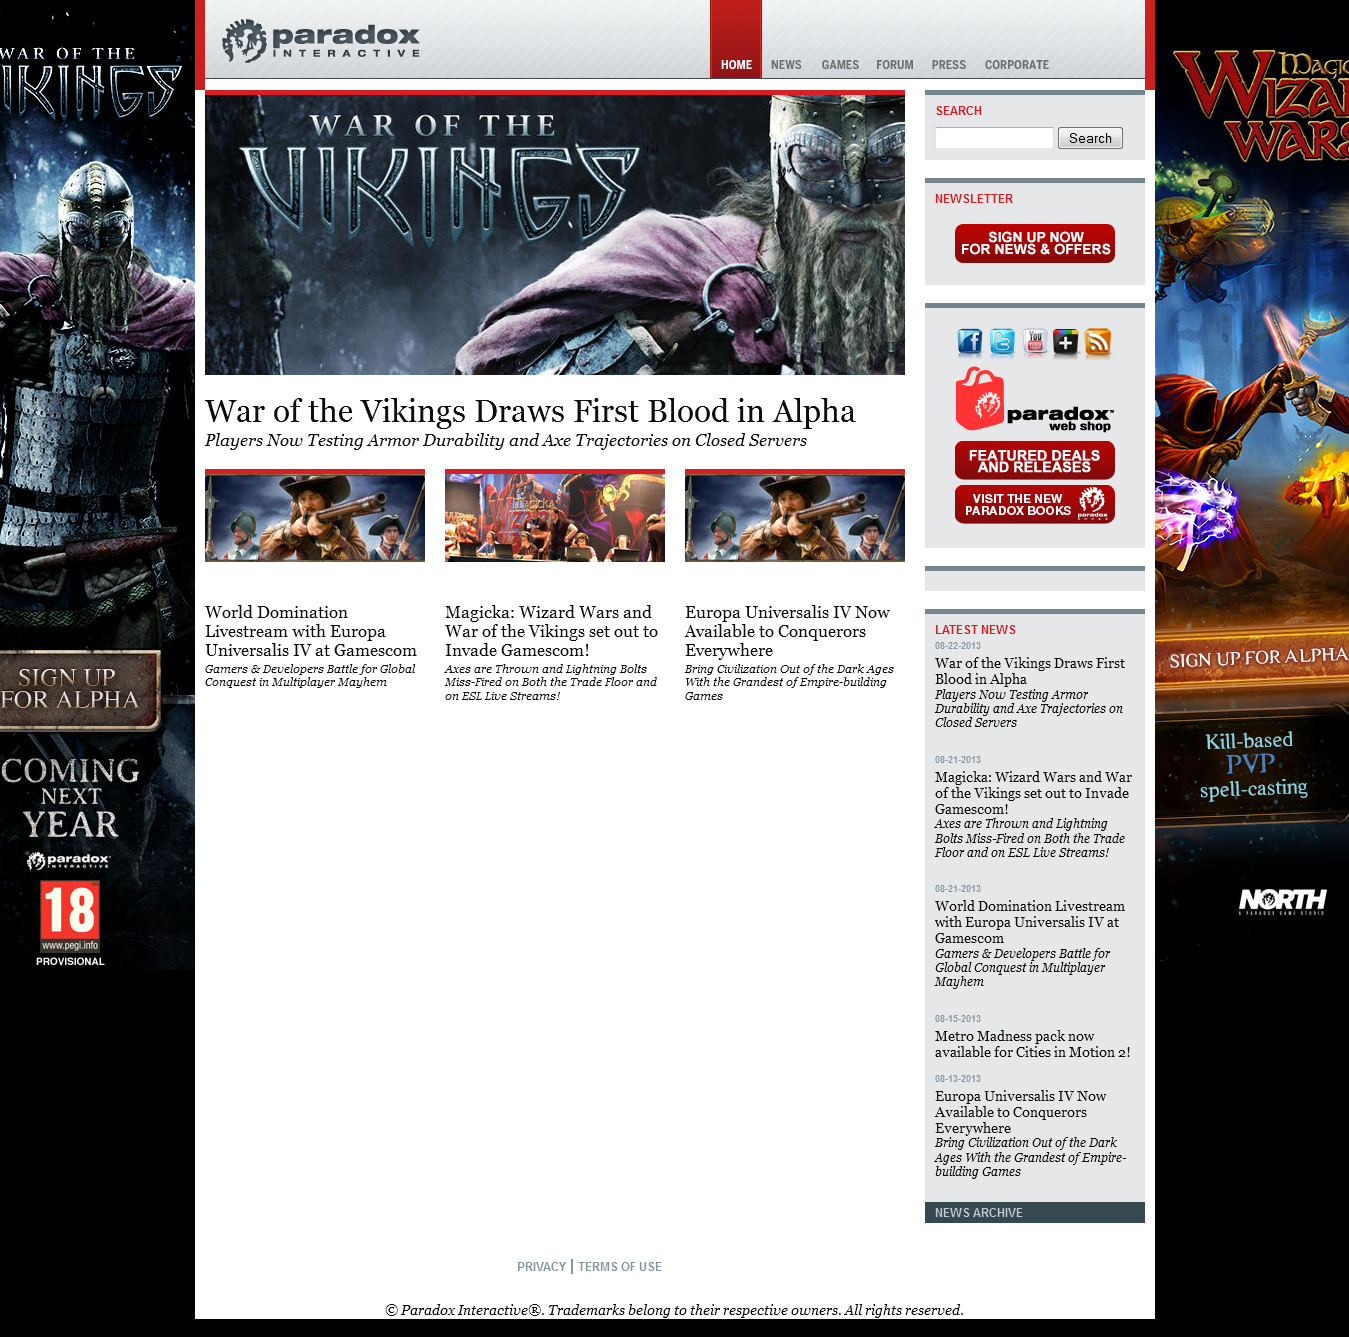 paradox
INTERACTIVE
HOME
NEWS
GAMES
FORUM
PRESS
CORPORATE
WAR OF THE
VIKINGS
SIGN UP
FOR ALPHA
COMING
NEXT
YEAR
paradox
INTERACTIVE
18
www.pegi.info
PROVISIONAL
WAR OF THE
VIKINGS™
War of the Vikings Draws First Blood in Alpha
Players Now Testing Armor Durability and Axe Trajectories on Closed Servers
World Domination
Livestream with Europa
Universalis IV at Gamescom
Gamers & Developers Battle for Global
Conquest in Multiplayer Mayhem
Magicka: Wizard Wars and
War of the Vikings set out to
Invade Gamescom!
Axes are Thrown and Lightning Bolts
Miss-Fired on Both the Trade Floor and
on ESL Live Streams!
Europa Universalis IV Now
Available to Conquerors
Everywhere
Bring Civilization Out of the Dark Ages
With the Grandest of Empire-building
Games
SEARCH
Search
NEWSLETTER
SIGN UP NOW
FOR NEWS & OFFERS
You
paradox™
web shop
FEATURED DEALS
AND RELEASES
VISIT THE NEW
PARADOX BOOKS
paradox
LATEST NEWS
08-22-2013
War of the Vikings Draws First
Blood in Alpha
Players Now Testing Armor
Durability and Axe Trajectories on
Closed Servers
08-21-2013
Magicka: Wizard Wars and War
of the Vikings set out to Invade
Gamescom!
Axes are Thrown and Lightning
Bolts Miss-Fired on Both the Trade
Floor and on ESL Live Streams!
08-21-2013
World Domination Livestream
with Europa Universalis IV at
Gamescom
Gamers & Developers Battle for
Global Conquest in Multiplayer
Mayhem
08-15-2013
Metro Madness pack now
available for Cities in Motion 2!
08-13-2013
Europa Universalis IV Now
Available to Conquerors
Everywhere
Bring Civilization Out of the Dark
Ages With the Grandest of Empire-
building Games
NEWS ARCHIVE
Magic
Wizar
Wars
SIGN UP FOR ALPHA
Kill-based
PVP
spell-casting
NORTH
A PARADOX GAME STUDIO
PRIVACY | TERMS OF USE
© Paradox Interactive®. Trademarks belong to their respective owners. All rights reserved.